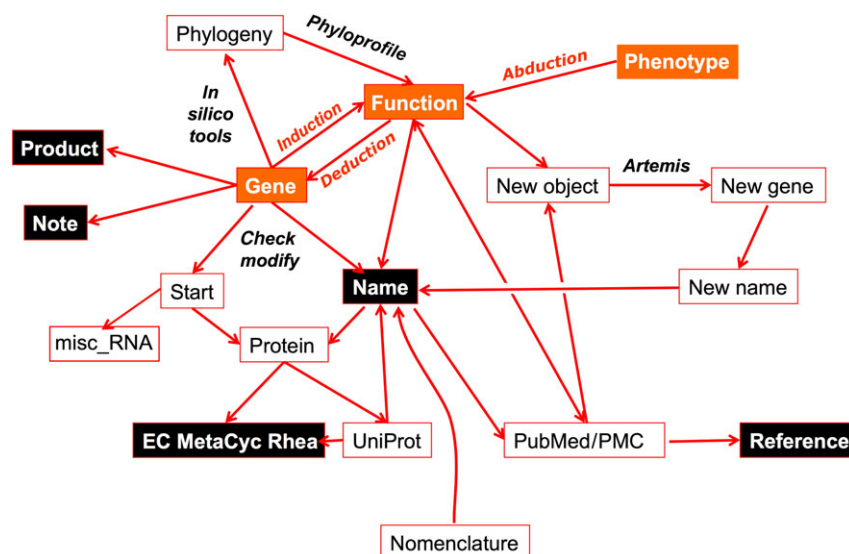 Phylogeny
Phyloprofile
Abduction
Phenotype
In
silico
tools
Function
Induction
Product
Deduction
Artemis
Gene
New object
New gene
Note
Check
modify
Start
Name
New name
misc_RNA
Protein
EC MetaCyc Rhea
UniProt
PubMed/PMC
Reference
Nomenclature